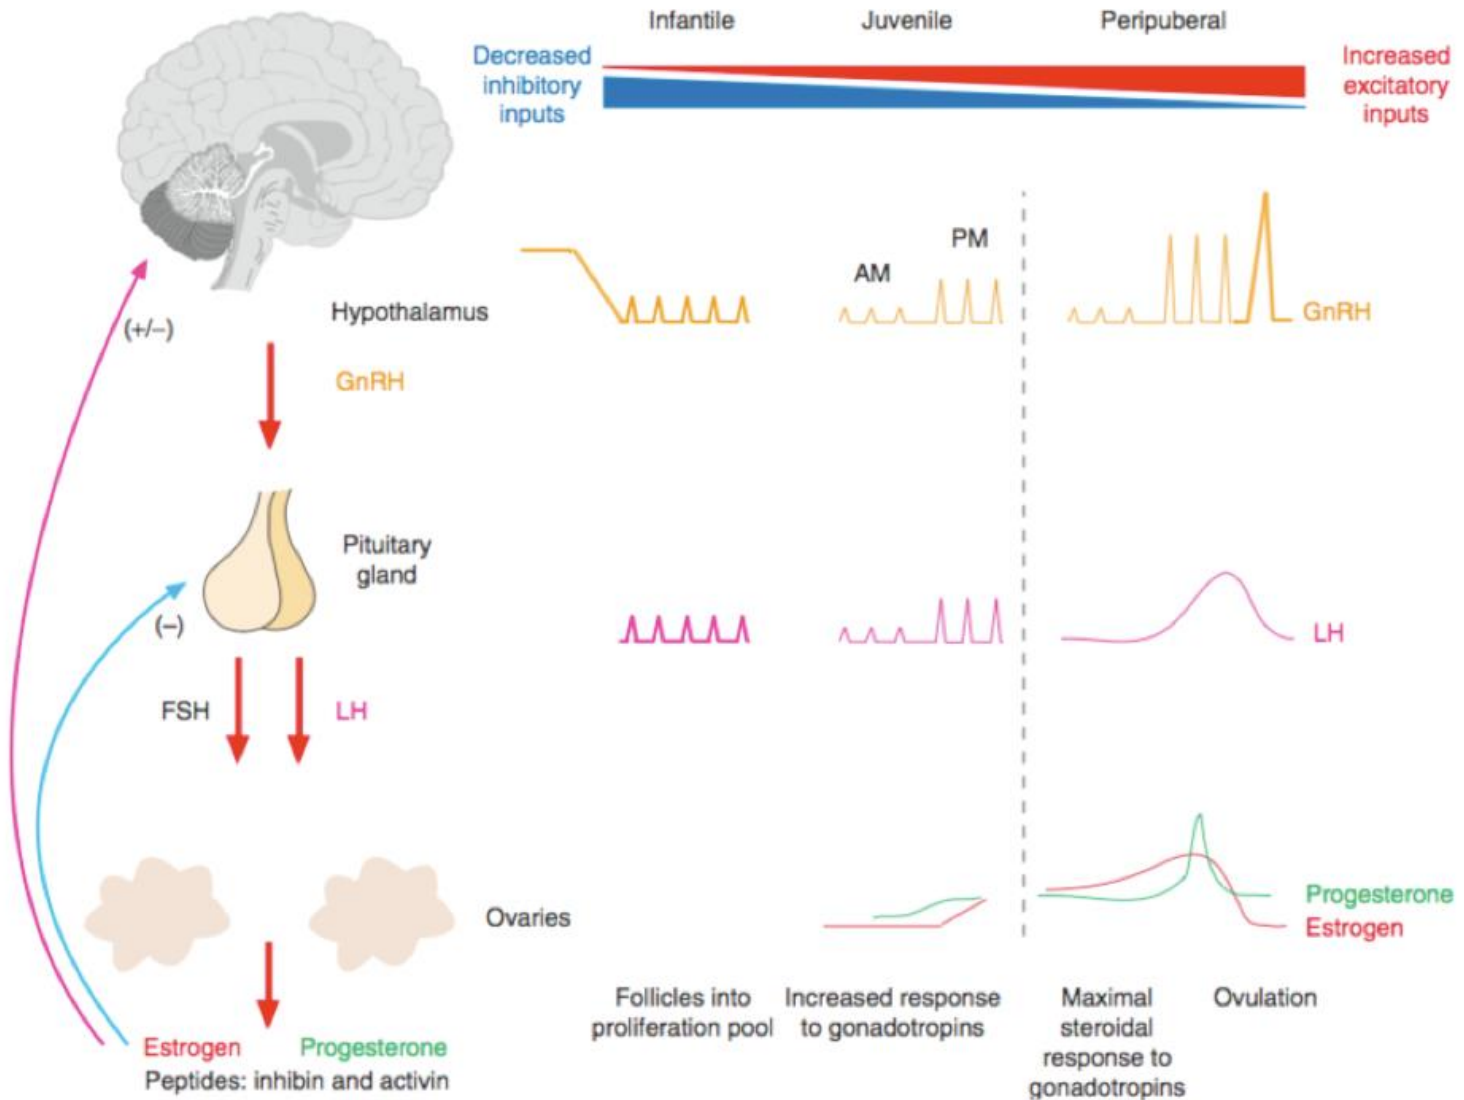 Infantile
Juvenile
Peripuberal
Decreased
inhibitory
inputs
Increased
excitatory
inputs
AM
PM
GnRH
Hypothalamus
(+/−)
GnRH
Pituitary
gland
(−)
LH
FSH
LH
Ovaries
Progesterone
Estrogen
Follicles into
proliferation pool
Increased response
to gonadotropins
Maximal
steroidal
response to
gonadotropins
Ovulation
Estrogen
Progesterone
Peptides: inhibin and activin